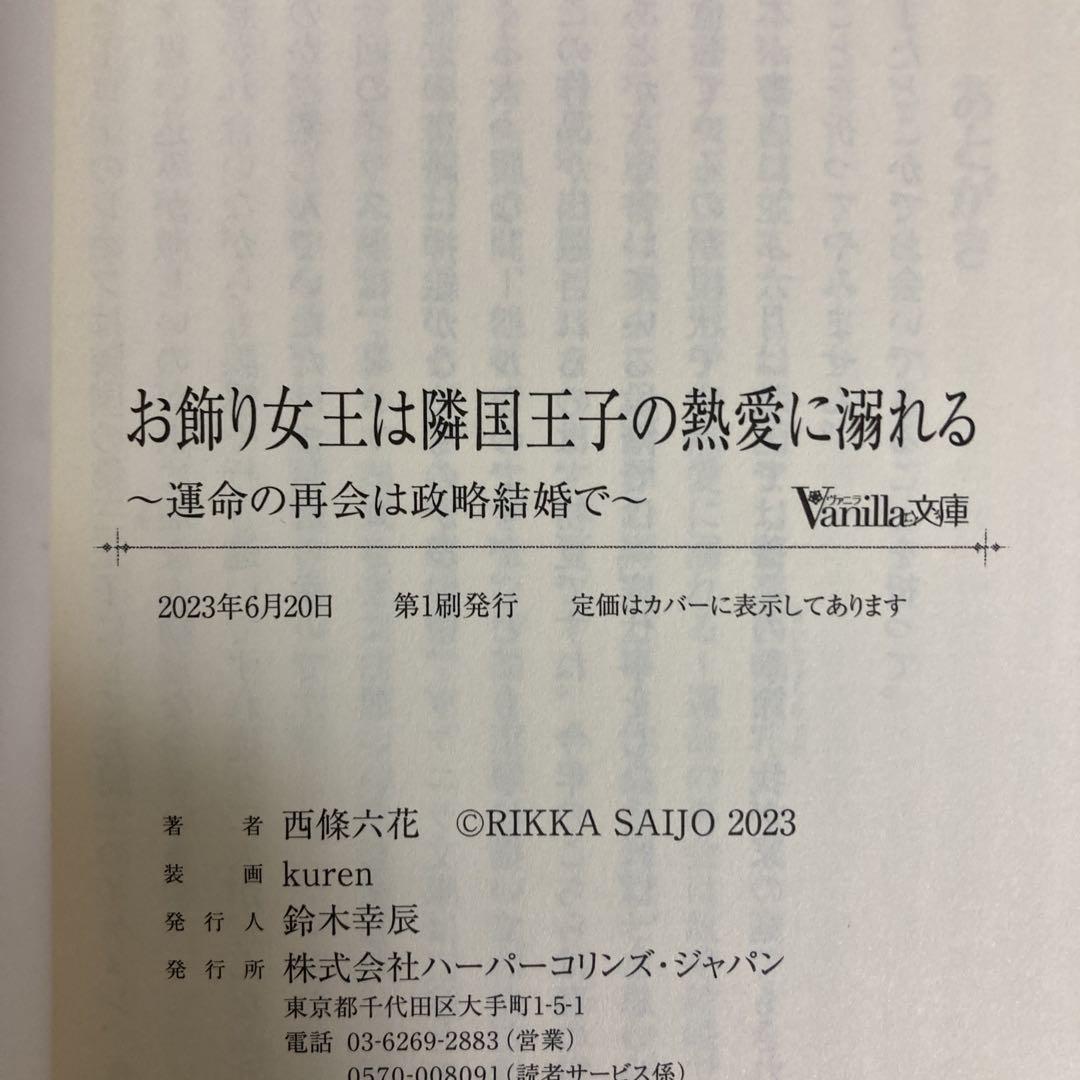 お飾り女王は隣国王子の熱愛に溺れる
～運命の再会は政略結婚で～ ヴァニラ Vanilla文庫
2023年6月20日 第1刷発行 定価はカバーに表示してあります
著者 西條六花 ©RIKKA SAIJO 2023
装画 kuren
発行人 鈴木幸辰
発行所 株式会社ハーパーコリンズ・ジャパン
東京都千代田区大手町1-5-1
電話 03-6269-2883（営業）
0570-008091（読者サービス係）